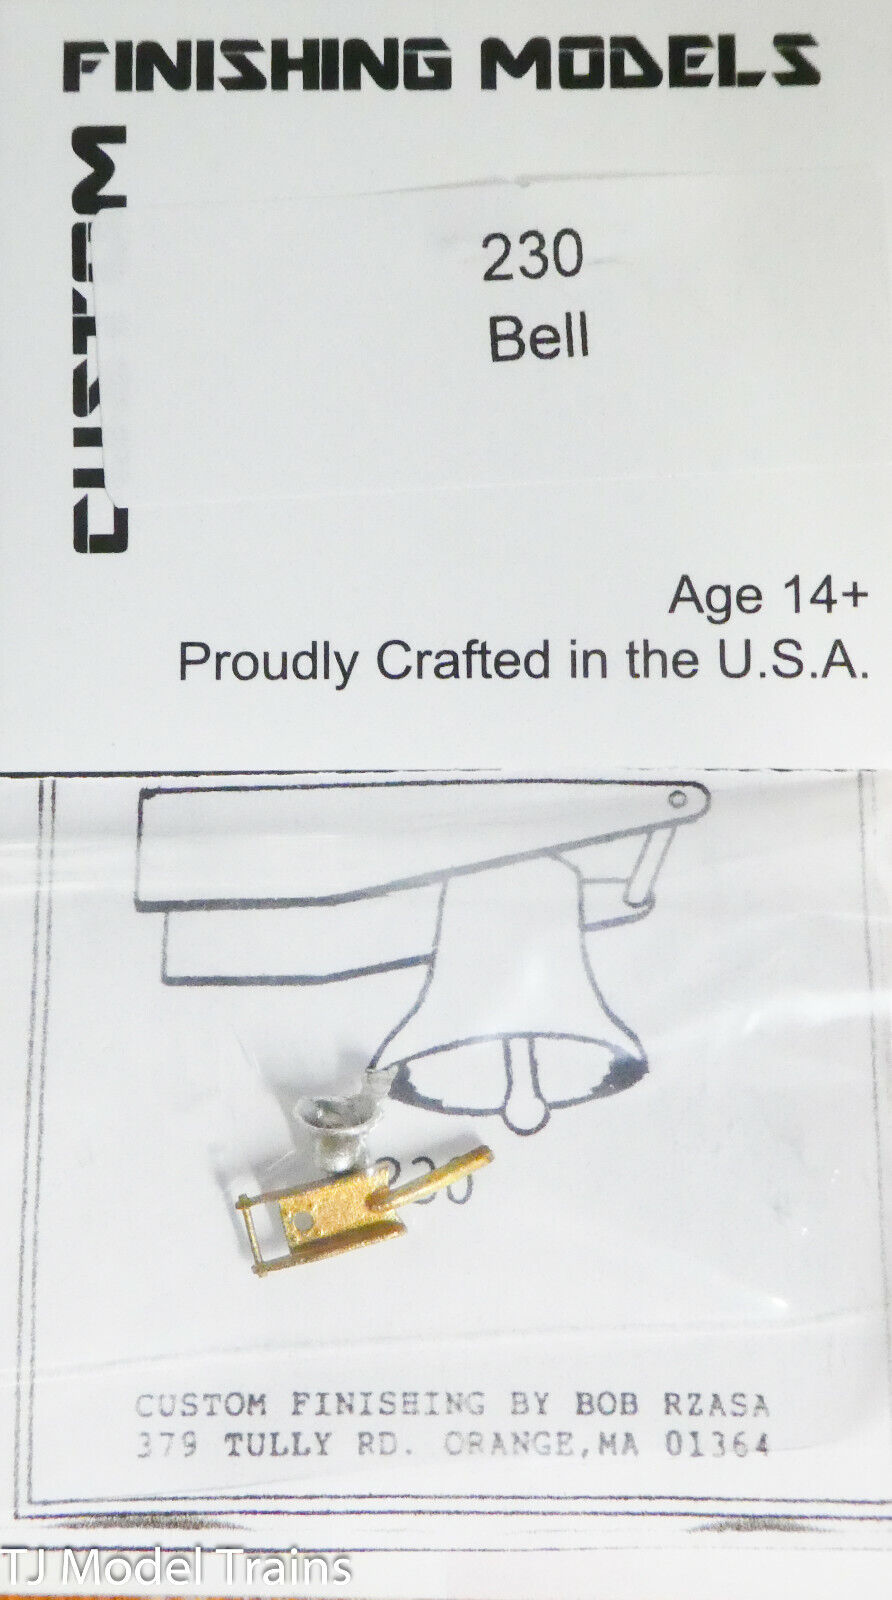 FINISHING MODELS
CUSTOM
230
Bell
Age 14+
Proudly Crafted in the U.S.A.
230
CUSTOM FINISHING BY BOB RZASA
379 TULLY RD. ORANGE,MA 01364
TJ Model Trains